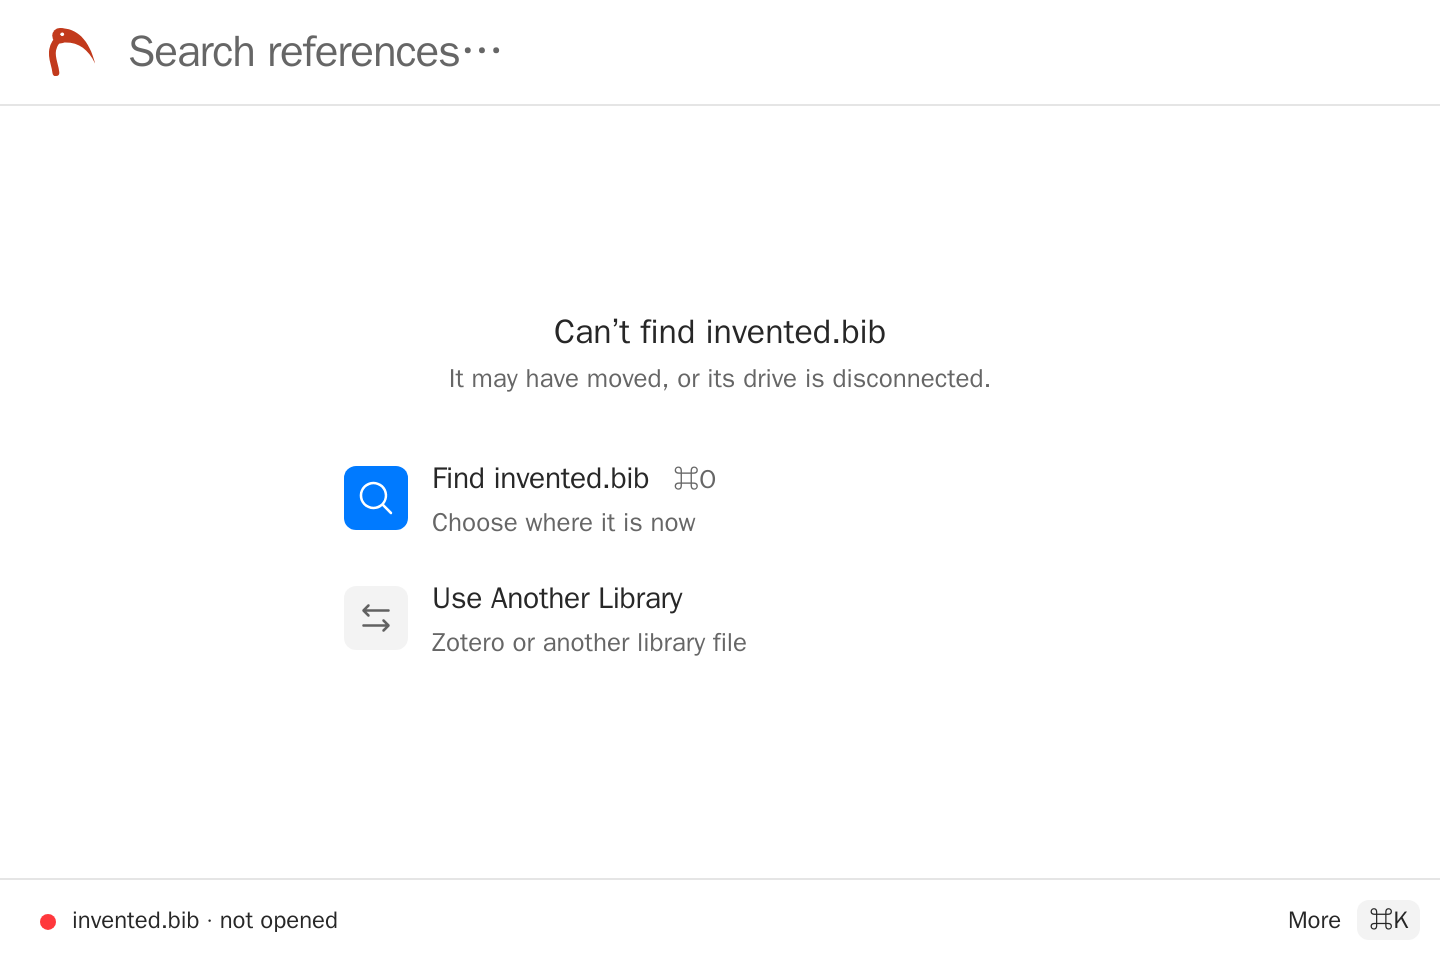 Search references…
Can’t find invented.bib
It may have moved, or its drive is disconnected.
Find invented.bib ⌘O
Choose where it is now
Use Another Library
Zotero or another library file
invented.bib · not opened
More ⌘K